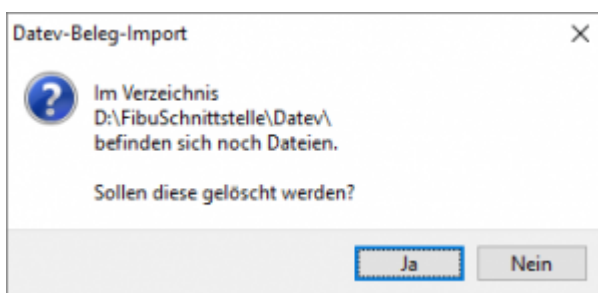 Datev-Beleg-Import
Im Verzeichnis
D:\FibuSchnittstelle\Datev\
befinden sich noch Dateien.
Sollen diese gelöscht werden?
Ja
Nein